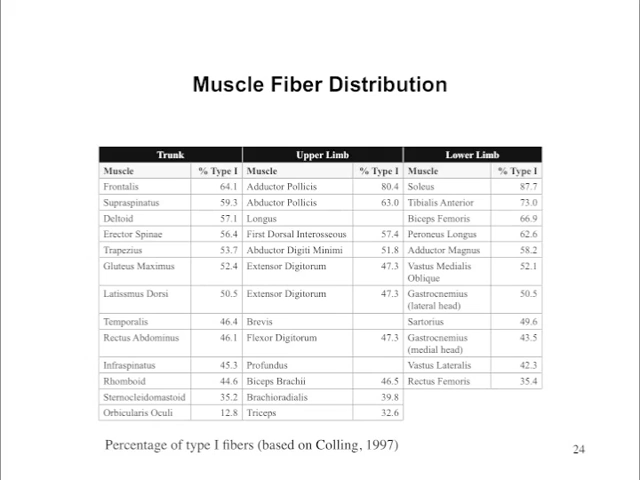 Muscle Fiber Distribution
Trunk Upper Limb Lower Limb
Muscle % Type I Muscle % Type I Muscle % Type I
Frontalis 64.1 Adductor Pollicis 80.4 Soleus 87.7
Supraspinatus 59.3 Abductor Pollicis 63.0 Tibialis Anterior 73.0
Deltoid 57.1 Longus Biceps Femoris 66.9
Erector Spinae 56.4 First Dorsal Interosseous 57.4 Peroneus Longus 62.6
Trapezius 53.7 Abductor Digiti Minimi 51.8 Adductor Magnus 58.2
Gluteus Maximus 52.4 Extensor Digitorum 47.3 Vastus Medialis 52.1
Oblique
Latissmus Dorsi 50.5 Extensor Digitorum 47.3 Gastrocnemius 50.5
(lateral head)
Temporalis 46.4 Brevis Sartorius 49.6
Rectus Abdominus 46.1 Flexor Digitorum 47.3 Gastrocnemius 43.5
(medial head)
Infraspinatus 45.3 Profundus Vastus Lateralis 42.3
Rhomboid 44.6 Biceps Brachii 46.5 Rectus Femoris 35.4
Sternocleidomastoid 35.2 Brachioradialis 39.8
Orbicularis Oculi 12.8 Triceps 32.6
Percentage of type I fibers (based on Colling, 1997)
24